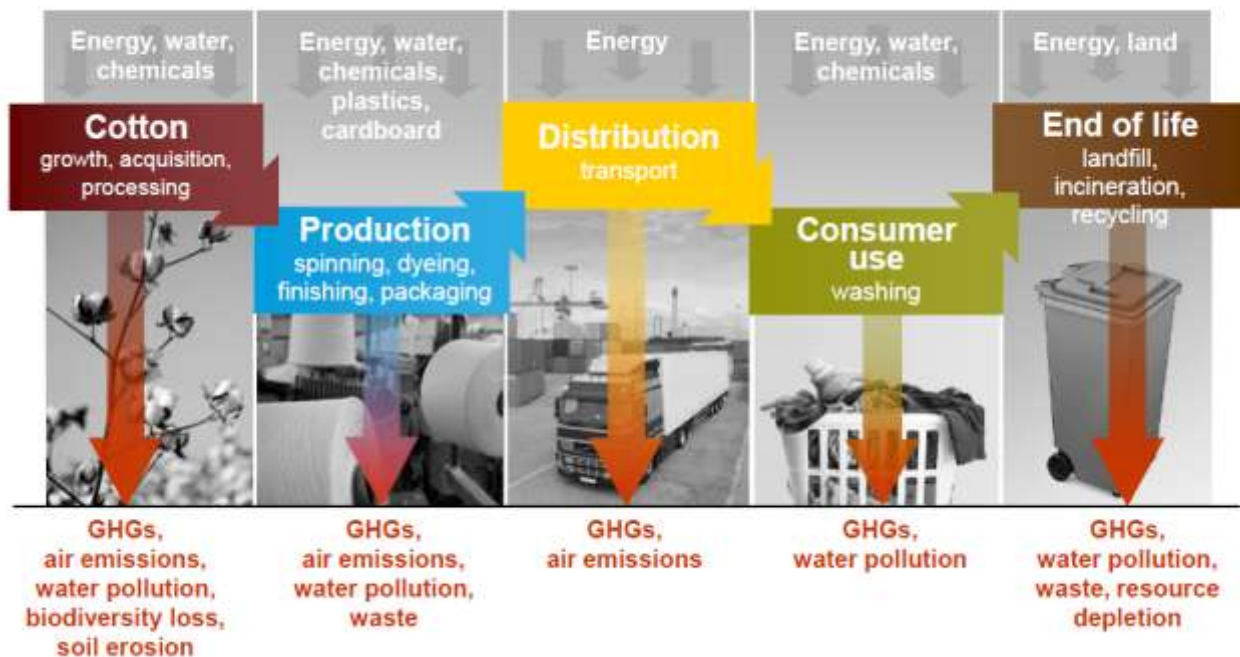 Energy, water,
chemicals
Energy, water,
chemicals,
plastics,
cardboard
Energy
Energy, water,
chemicals
Energy, land
Cotton
growth, acquisition,
processing
Production
spinning, dyeing,
finishing, packaging
Distribution
transport
Consumer
use
washing
End of life
landfill,
incineration,
recycling
GHGs,
air emissions,
water pollution,
biodiversity loss,
soil erosion
GHGs,
air emissions,
water pollution,
waste
GHGs,
air emissions
GHGs,
water pollution
GHGs,
water pollution,
waste, resource
depletion